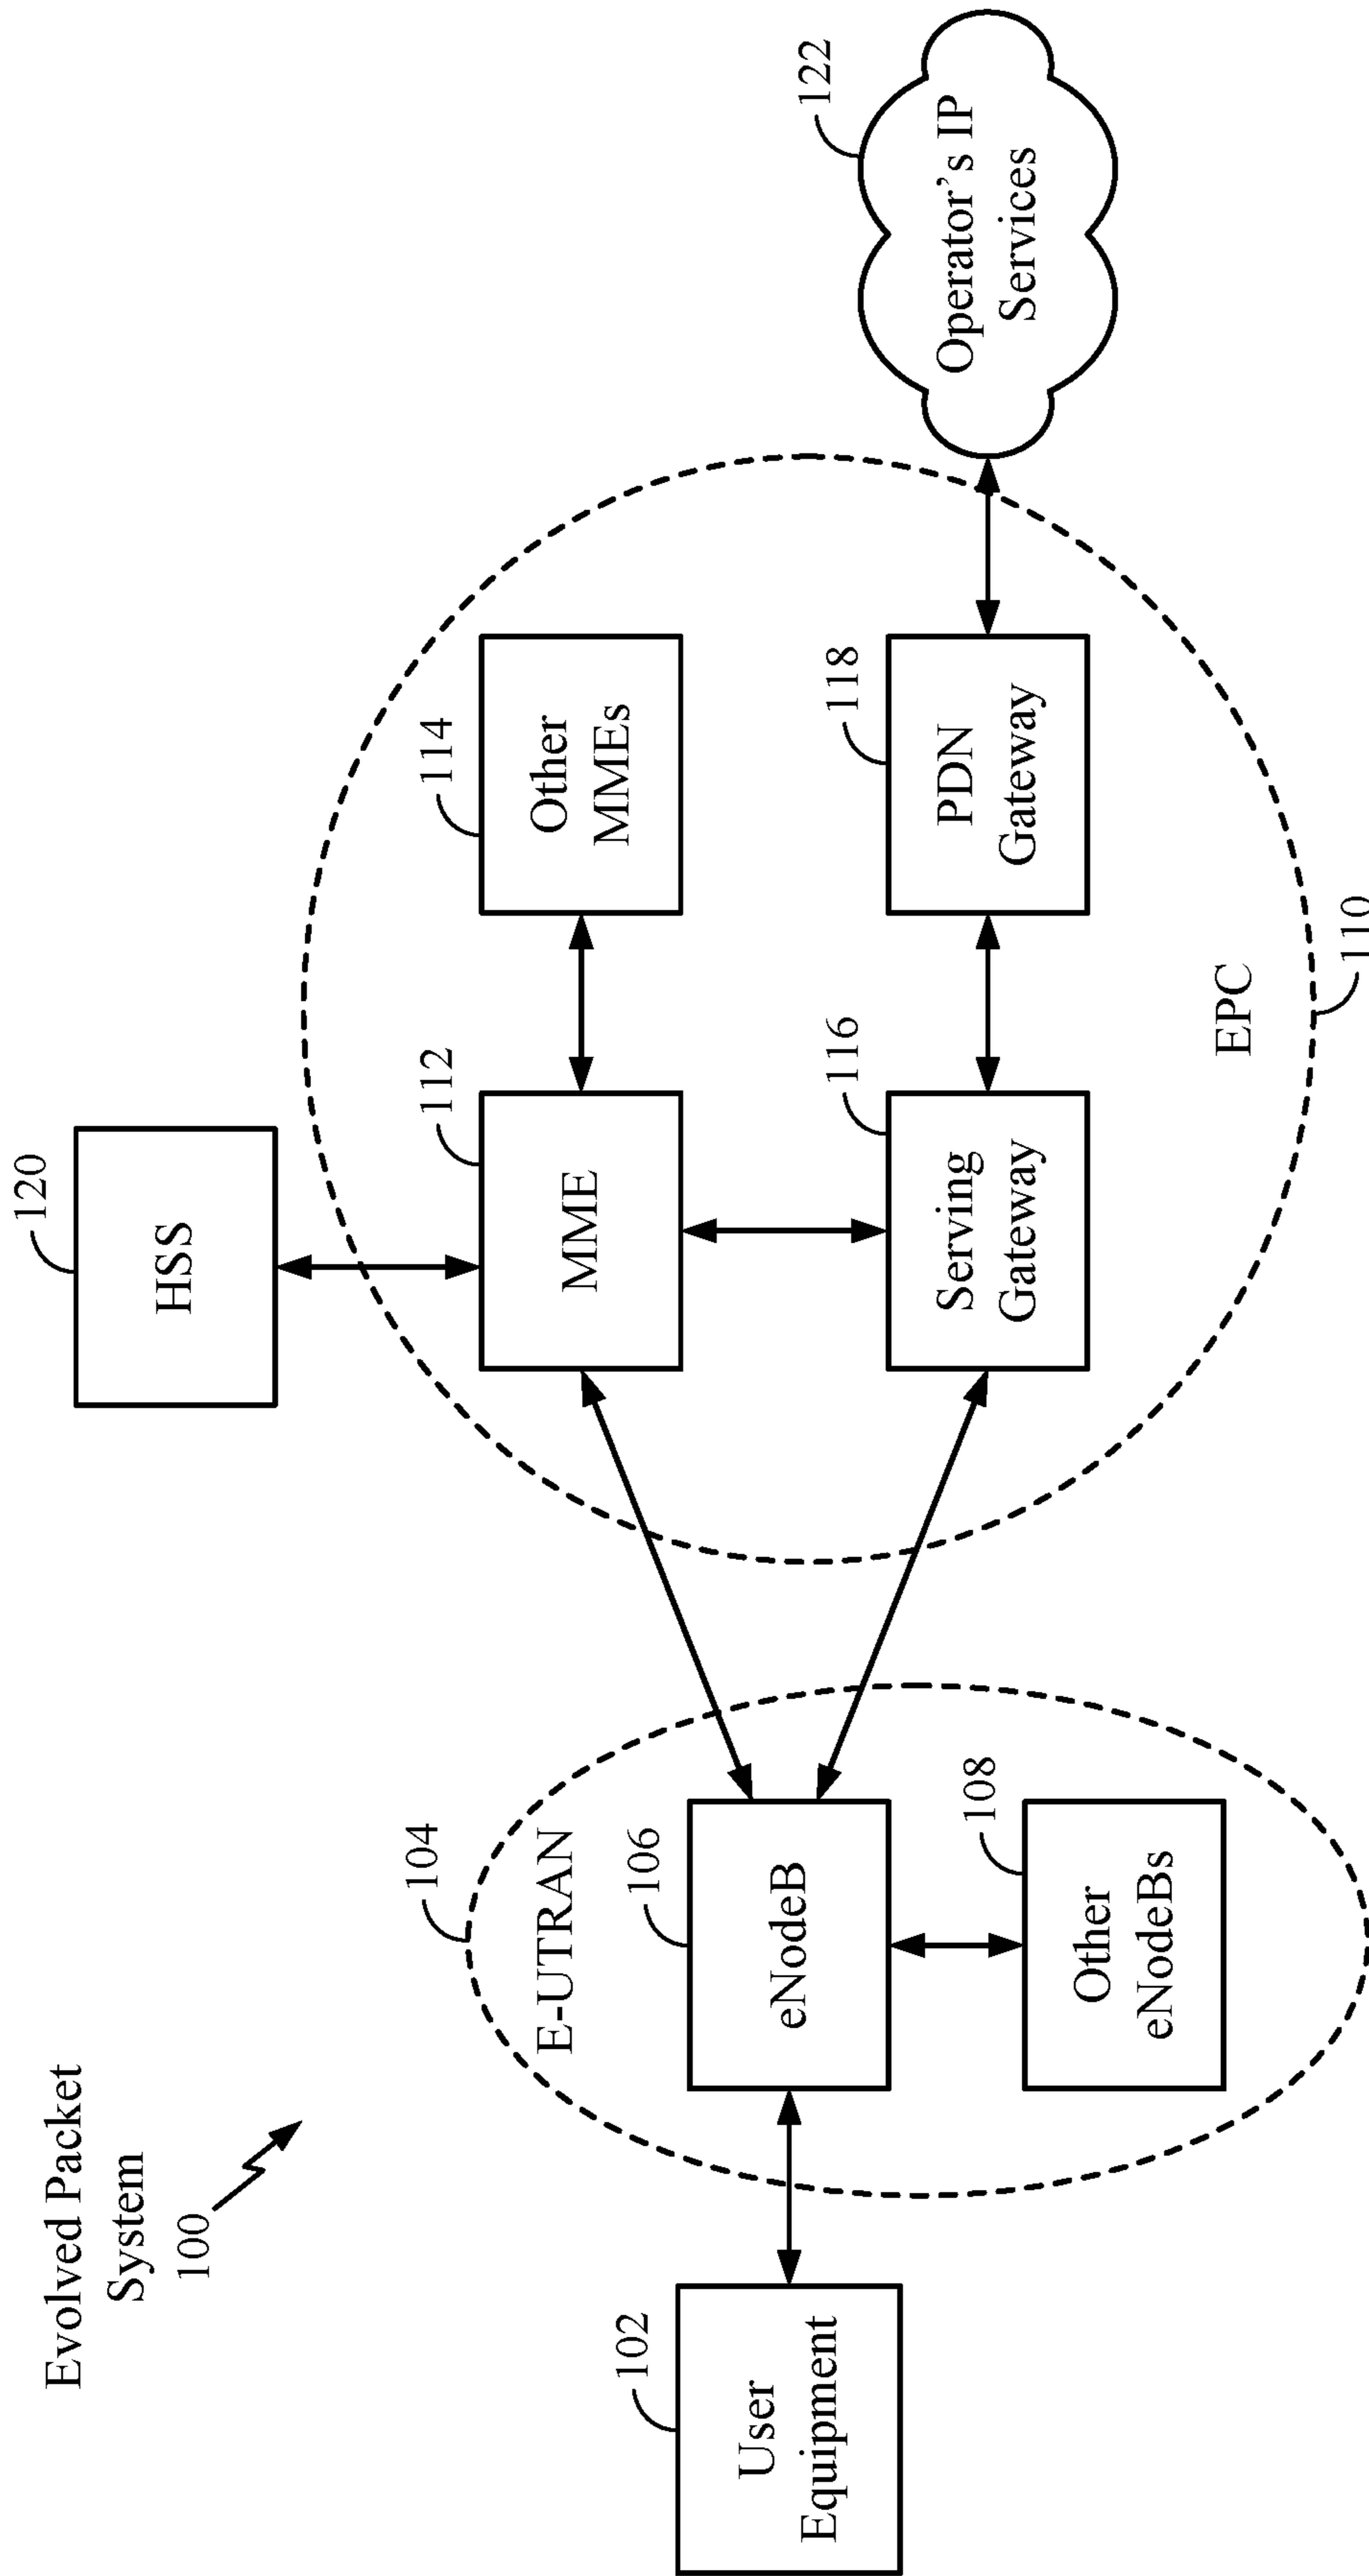 Evolved Packet
System
100
120
HSS
104
E-UTRAN
102
User
Equipment
106
eNodeB
108
Other
eNodeBs
112
MME
114
Other
MMEs
116
Serving
Gateway
118
PDN
Gateway
EPC
110
122
Operator's IP
Services